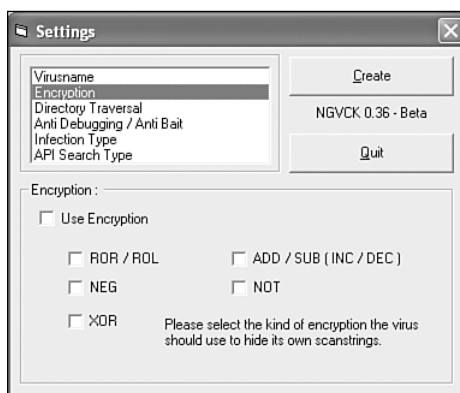 Settings
Virusname
Encryption
Directory Traversal
Anti Debugging / Anti Bait
Infection Type
API Search Type
Create
NGVCK 0.36 - Beta
Quit
Encryption :
Use Encryption
ROR / ROL
ADD / SUB ( INC / DEC )
NEG
NOT
XOR
Please select the kind of encryption the virus
should use to hide its own scanstrings.